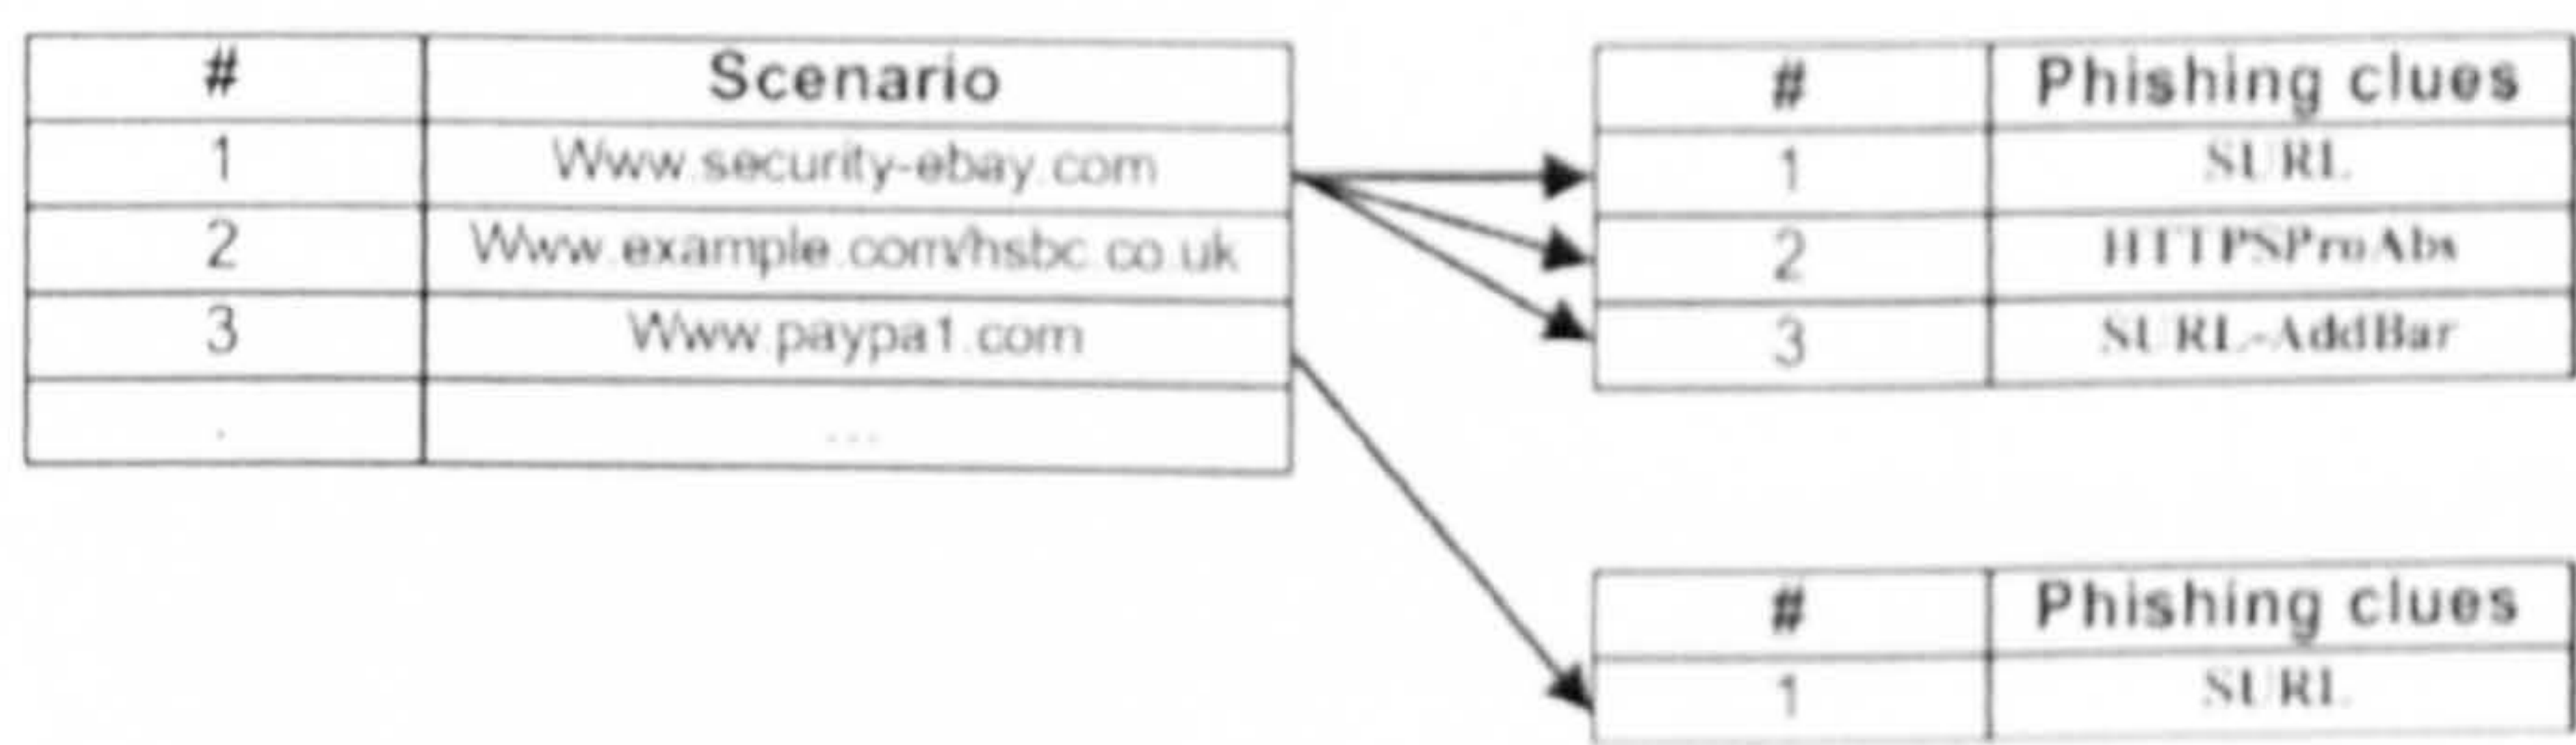 # Scenario
1 Www.security-ebay.com
2 Www.example.com/hsbc.co.uk
3 Www.paypa1.com
. ...
# Phishing clues
1 SURL
2 HTTPSProAbs
3 SURL-AddBar
# Phishing clues
1 SURL